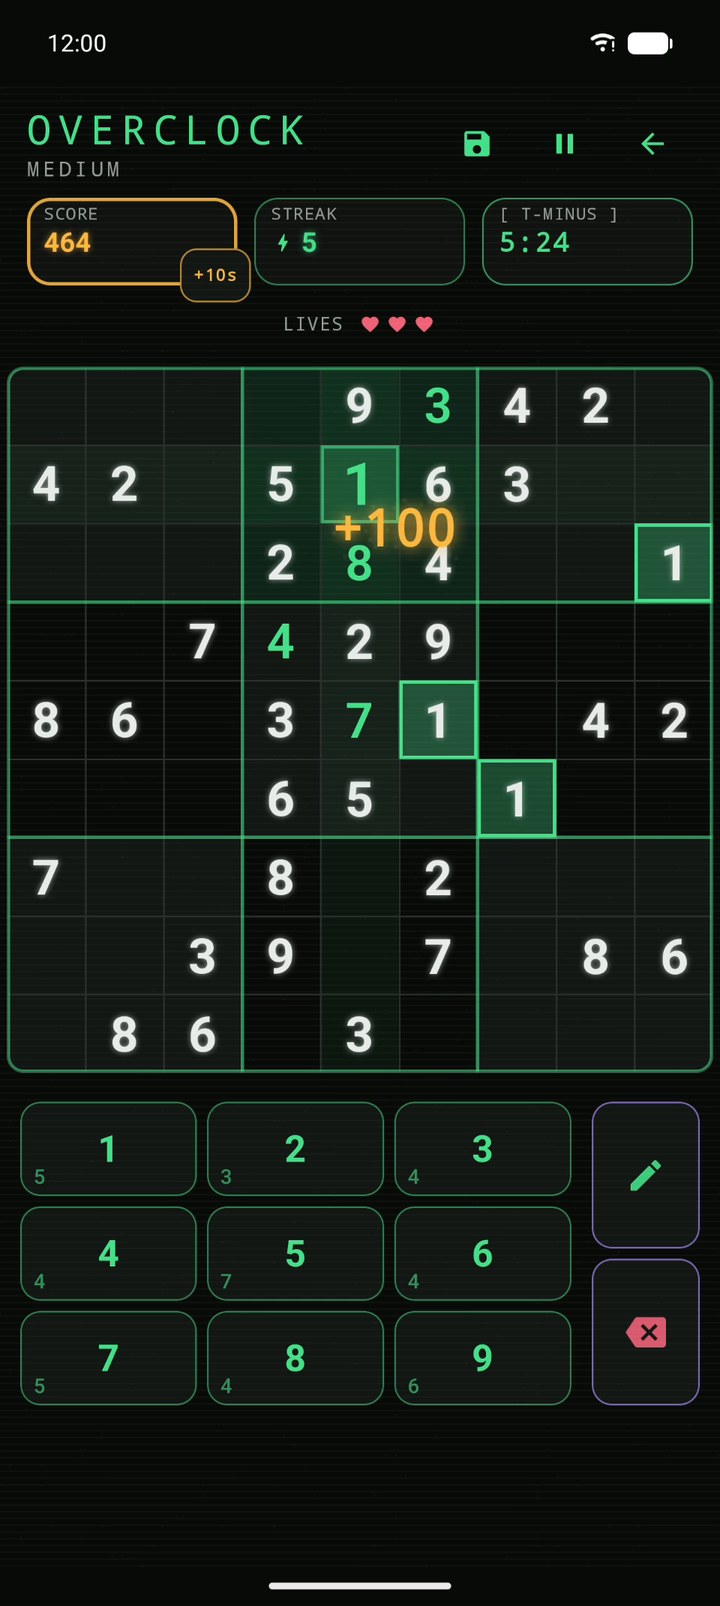 12:00
OVERCLOCK
MEDIUM
SCORE
464
+10s
STREAK
5
[ T-MINUS ]
5:24
LIVES
9 3 4 2
4 2 5 1 6 3
+100
2 8 4 1
7 4 2 9
8 6 3 7 1 4 2
6 5 1
7 8 2
3 9 7 8 6
8 6 3
1 2 3
5 3 4
4 5 6
4 7 4
7 8 9
5 4 6